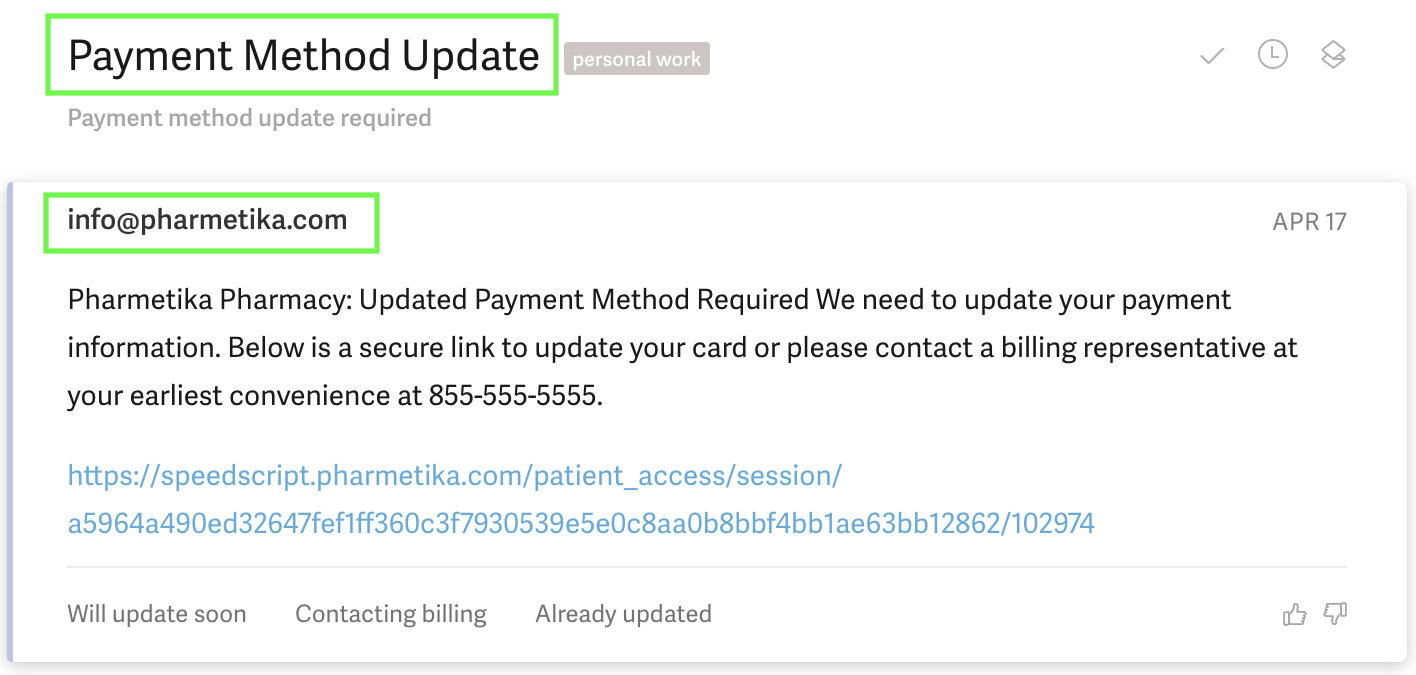 Payment Method Update personal work
Payment method update required
info@pharmetika.com APR 17
Pharmetika Pharmacy: Updated Payment Method Required We need to update your payment
information. Below is a secure link to update your card or please contact a billing representative at
your earliest convenience at 855-555-5555.
https://speedscript.pharmetika.com/patient_access/session/
a5964a490ed32647fef1ff360c3f7930539e5e0c8aa0b8bbf4bb1ae63bb12862/102974
Will update soon Contacting billing Already updated